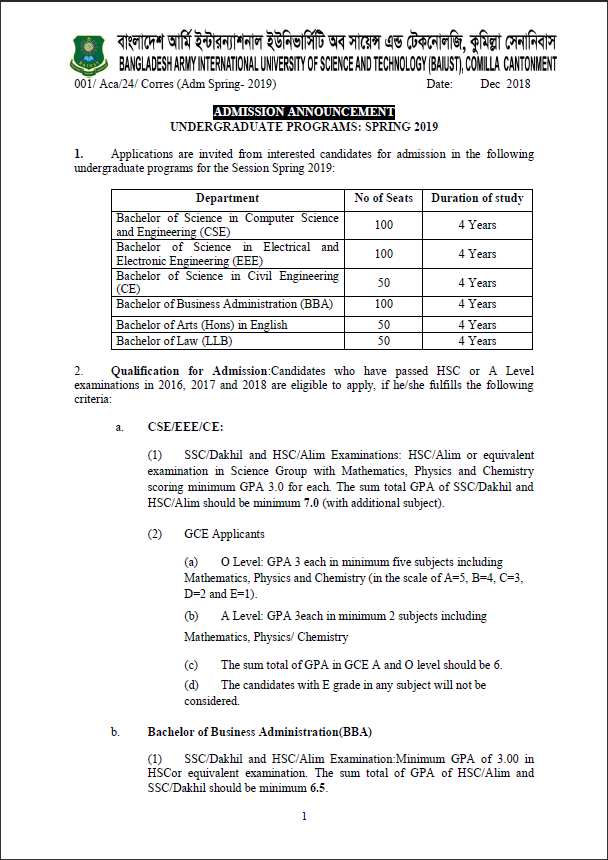 বাংলাদেশ আর্মি ইন্টারন্যাশনাল ইউনিভার্সিটি অব সায়েন্স এন্ড টেকনোলজি, কুমিল্লা সেনানিবাস
BANGLADESH ARMY INTERNATIONAL UNIVERSITY OF SCIENCE AND TECHNOLOGY (BAIUST), COMILLA CANTONMENT
001/ Aca/24/ Corres (Adm Spring- 2019) Date: Dec 2018
ADMISSION ANNOUNCEMENT
UNDERGRADUATE PROGRAMS: SPRING 2019
1. Applications are invited from interested candidates for admission in the following
undergraduate programs for the Session Spring 2019:
Department No of Seats Duration of study
Bachelor of Science in Computer Science
and Engineering (CSE) 100 4 Years
Bachelor of Science in Electrical and
Electronic Engineering (EEE) 100 4 Years
Bachelor of Science in Civil Engineering
(CE) 50 4 Years
Bachelor of Business Administration (BBA) 100 4 Years
Bachelor of Arts (Hons) in English 50 4 Years
Bachelor of Law (LLB) 50 4 Years
2. Qualification for Admission:Candidates who have passed HSC or A Level
examinations in 2016, 2017 and 2018 are eligible to apply, if he/she fulfills the following
criteria:
a. CSE/EEE/CE:
(1) SSC/Dakhil and HSC/Alim Examinations: HSC/Alim or equivalent
examination in Science Group with Mathematics, Physics and Chemistry
scoring minimum GPA 3.0 for each. The sum total GPA of SSC/Dakhil and
HSC/Alim should be minimum 7.0 (with additional subject).
(2) GCE Applicants
(a) O Level: GPA 3 each in minimum five subjects including
Mathematics, Physics and Chemistry (in the scale of A=5, B=4, C=3,
D=2 and E=1).
(b) A Level: GPA 3each in minimum 2 subjects including
Mathematics, Physics/ Chemistry
(c) The sum total of GPA in GCE A and O level should be 6.
(d) The candidates with E grade in any subject will not be
considered.
b. Bachelor of Business Administration(BBA)
(1) SSC/Dakhil and HSC/Alim Examination:Minimum GPA of 3.00 in
HSCor equivalent examination. The sum total of GPA of HSC/Alim and
SSC/Dakhil should be minimum 6.5.
1